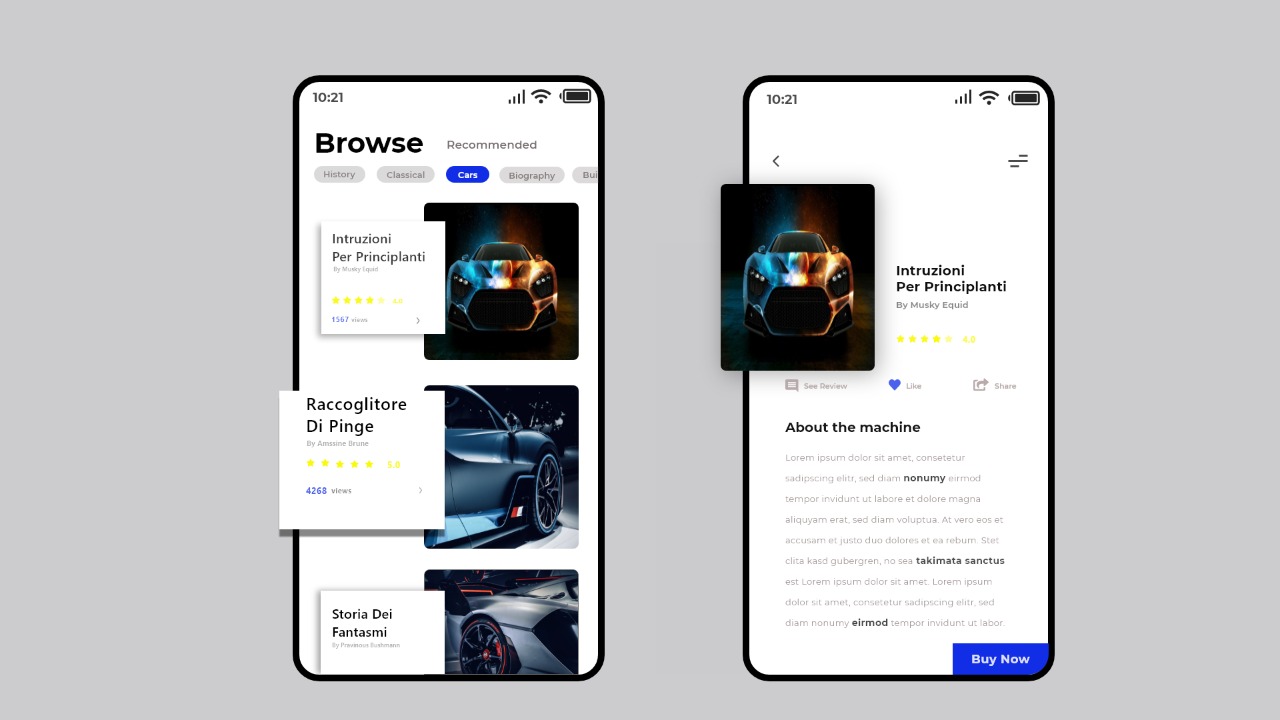 10:21
Browse
Recommended
History
Classical
Cars
Biography
Bui
Intruzioni
Per Principlanti
By Musky Equid
4.0
1567 views
Raccoglitore
Di Pinge
By Amssine Brune
5.0
4268 views
Storia Dei
Fantasmi
By Pravarous Bushmann
10:21
Intruzioni
Per Principlanti
By Musky Equid
4.0
See Review
Like
Share
About the machine
Lorem ipsum dolor sit amet, consetetur
sadipscing elitr, sed diam nonumy eirmod
tempor invidunt ut labore et dolore magna
aliquyam erat, sed diam voluptua. At vero eos et
accusam et justo duo dolores et ea rebum. Stet
clita kasd gubergren, no sea takimata sanctus
est Lorem ipsum dolor sit amet. Lorem ipsum
dolor sit amet, consetetur sadipscing elitr, sed
diam nonumy eirmod tempor invidunt ut labor.
Buy Now